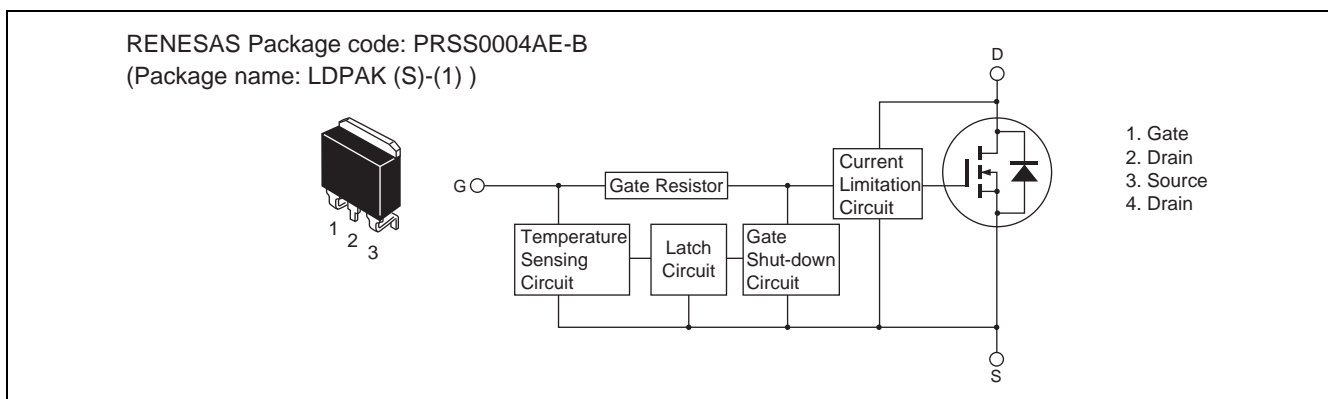 RENESAS Package code: PRSS0004AE-B
(Package name: LDPAK (S)-(1) )
1
2
3
G
Gate Resistor
Temperature
Sensing
Circuit
Latch
Circuit
Gate
Shut-down
Circuit
Current
Limitation
Circuit
D
S
1. Gate
2. Drain
3. Source
4. Drain